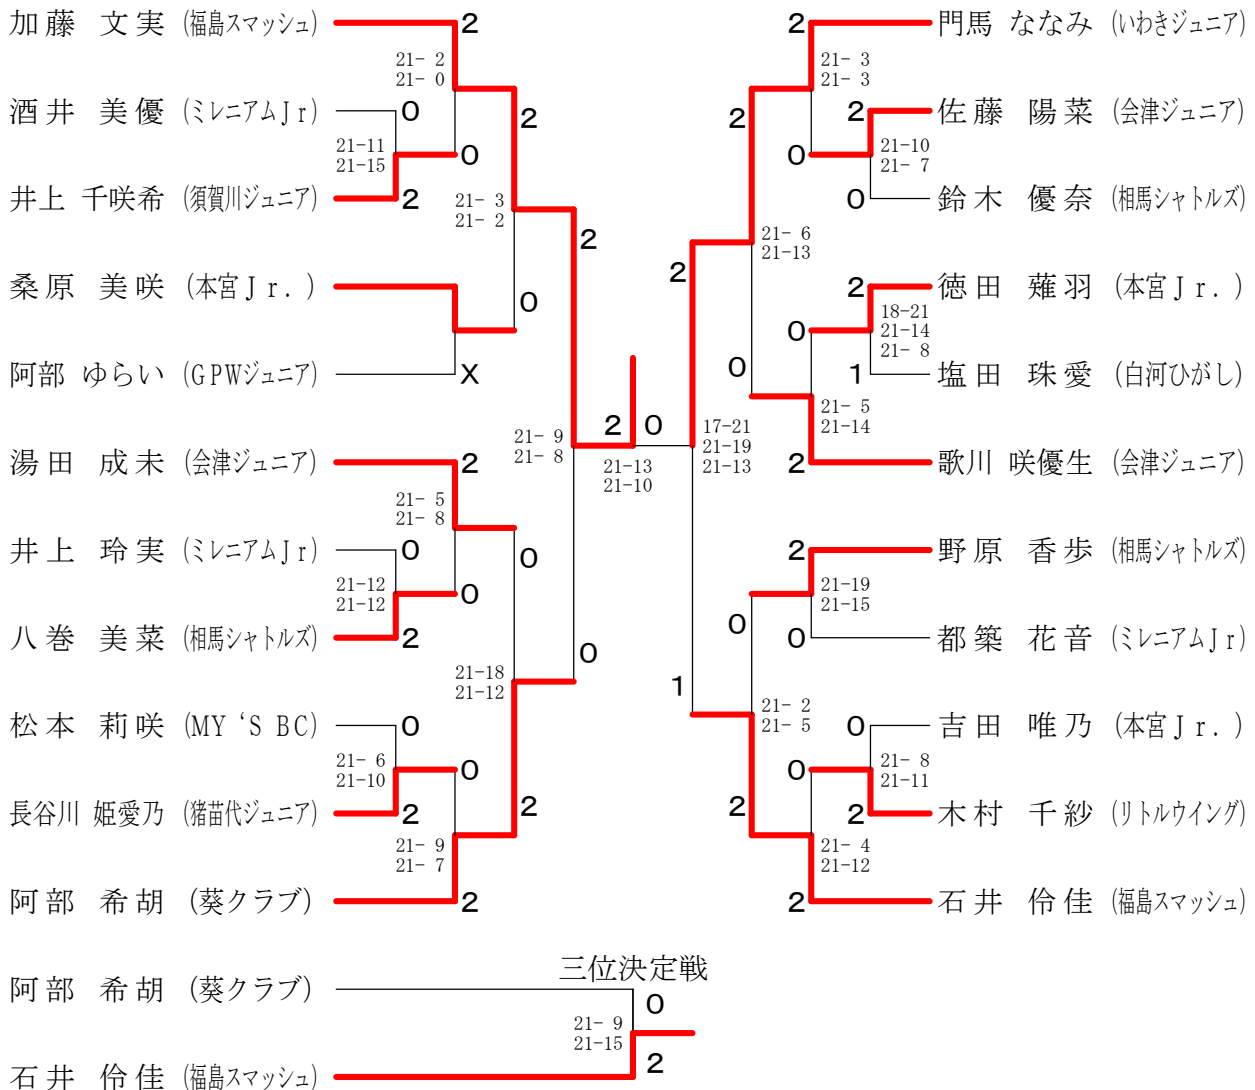 加藤 文実 (福島スマッシュ) 2
21- 2
21- 0
酒井 美優 (ミレニアムJr) 0
2
21-11
21-15
0
井上 千咲希 (須賀川ジュニア) 2
21- 3
21- 2
2
桑原 美咲 (本宮Jr.)
0
阿部 ゆらい (GPWジュニア) X
21- 9
21- 8
湯田 成未 (会津ジュニア) 2
21- 5
21- 8
井上 玲実 (ミレニアムJr) 0
0
21-12
21-12
0
八巻 美菜 (相馬シャトルズ) 2
0
21-18
21-12
松本 莉咲 (MY‘S BC) 0
21- 6
21-10
0
長谷川 姫愛乃 (猪苗代ジュニア) 2
2
21- 9
21- 7
阿部 希胡 (葵クラブ) 2
2 0
21-13
21-10
2 門馬 ななみ (いわきジュニア)
21- 3
21- 3
2
2 佐藤 陽菜 (会津ジュニア)
0
21-10
21- 7
0 鈴木 優奈 (相馬シャトルズ)
21- 6
21-13
2
2 徳田 薙羽 (本宮Jr.)
18-21
21-14
21- 8
0
1 塩田 珠愛 (白河ひがし)
0
21- 5
21-14
17-21
21-19
21-13
2 歌川 咲優生 (会津ジュニア)
2 野原 香歩 (相馬シャトルズ)
21-19
21-15
0
0 都築 花音 (ミレニアムJr)
1
21- 2
21- 5
0 吉田 唯乃 (本宮Jr.)
0
21- 8
21-11
2
2 木村 千紗 (リトルウイング)
21- 4
21-12
2 石井 伶佳 (福島スマッシュ)
三位決定戦
阿部 希胡 (葵クラブ)
0
21- 9
21-15
2
石井 伶佳 (福島スマッシュ)